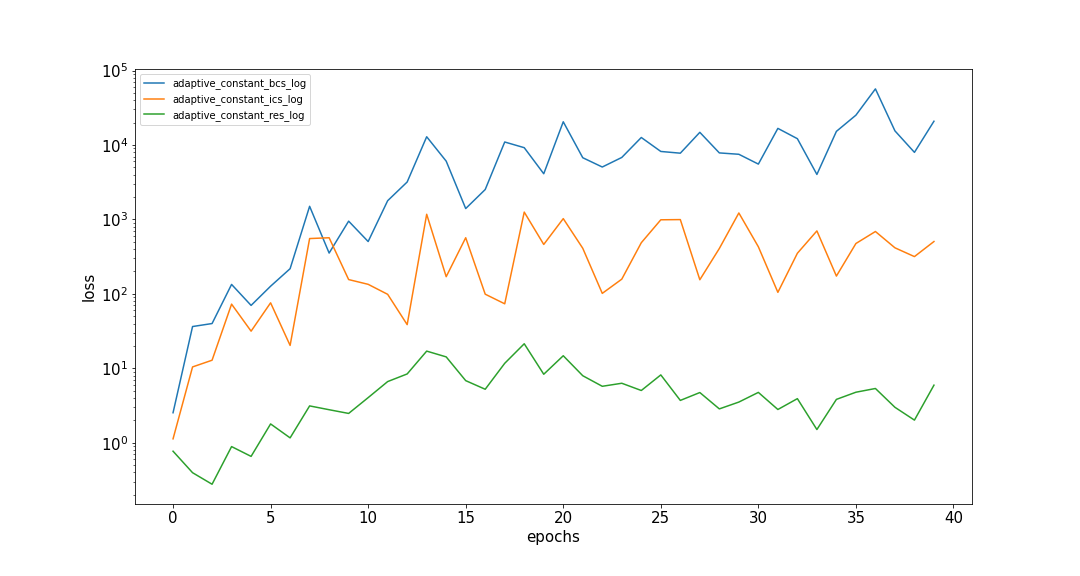 adaptive_constant_bcs_log
adaptive_constant_ics_log
adaptive_constant_res_log
10^5
10^4
10^3
10^2
10^1
10^0
loss
0 5 10 15 20 25 30 35 40
epochs